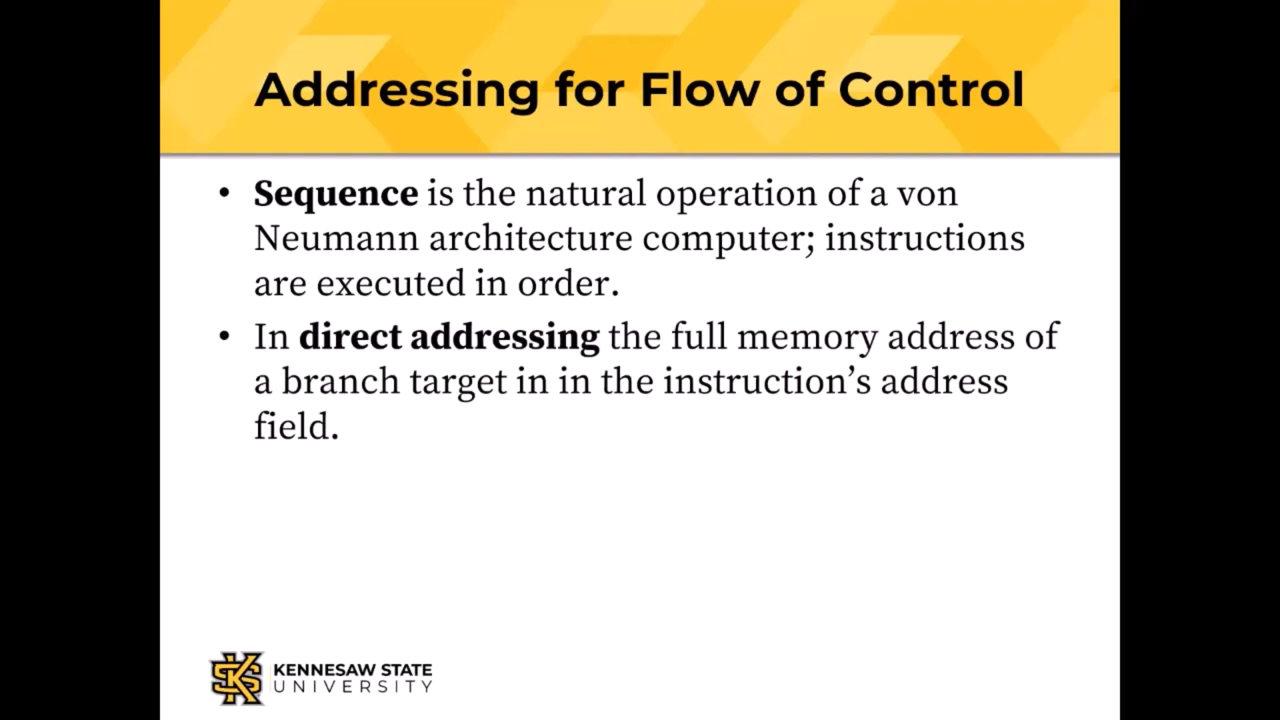 Addressing for Flow of Control
• Sequence is the natural operation of a von
Neumann architecture computer; instructions
are executed in order.
• In direct addressing the full memory address of
a branch target in in the instruction’s address
field.
KENNESAW STATE
UNIVERSITY